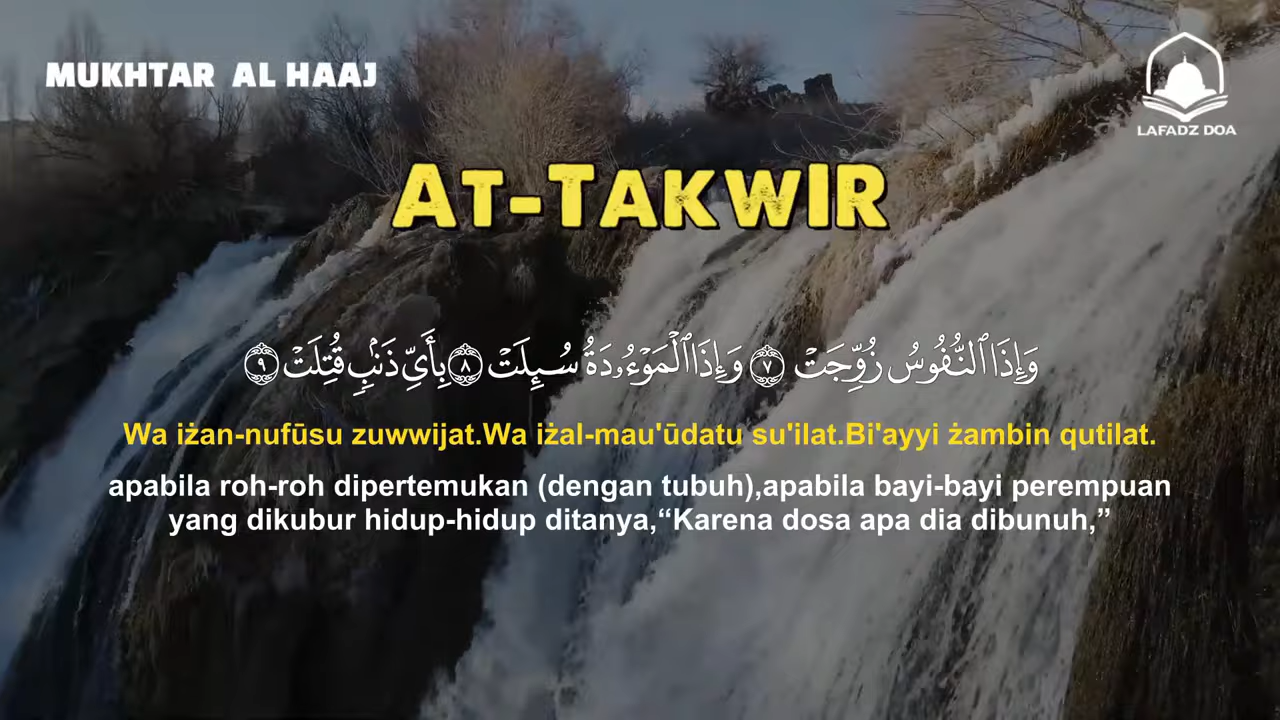 MUKHTAR AL HAAJ
LAFADZ DOA
AT-TAKWIR
وَإِذَا ٱلنُّفُوسُ زُوِّجَتْ ٧ وَإِذَا ٱلْمَوْءُۥدَةُ سُئِلَتْ ٨ بِأَىِّ ذَنۢبٍ قُتِلَتْ ٩
Wa iżan-nufūsu zuwwijat.Wa iżal-mau'ūdatu su'ilat.Bi'ayyi żambin qutilat.
apabila roh-roh dipertemukan (dengan tubuh),apabila bayi-bayi perempuan
yang dikubur hidup-hidup ditanya,“Karena dosa apa dia dibunuh,”